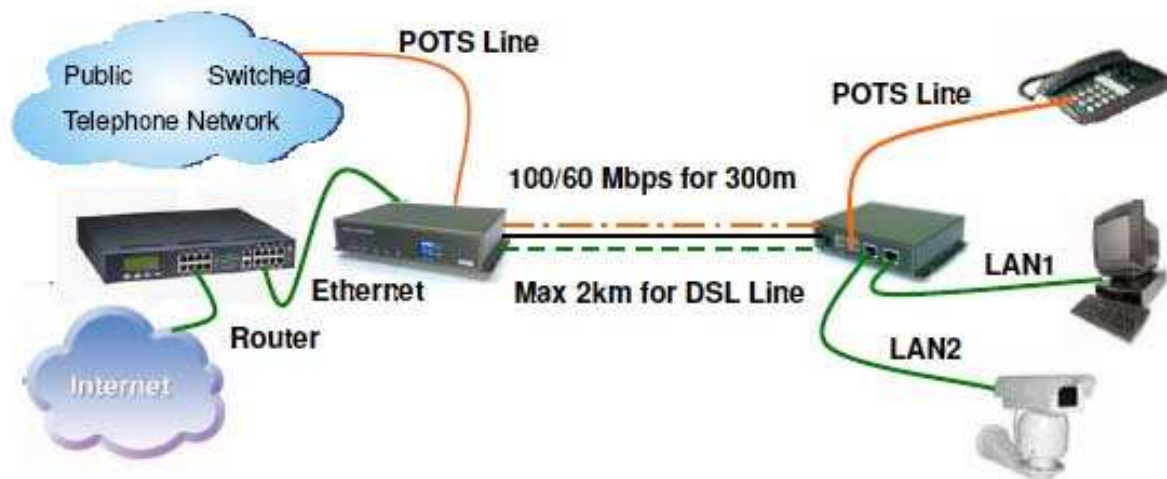 POTS Line
Public Switched
Telephone Network
POTS Line
100/60 Mbps for 300m
Ethernet
Max 2km for DSL Line
LAN1
Router
LAN2
Internet